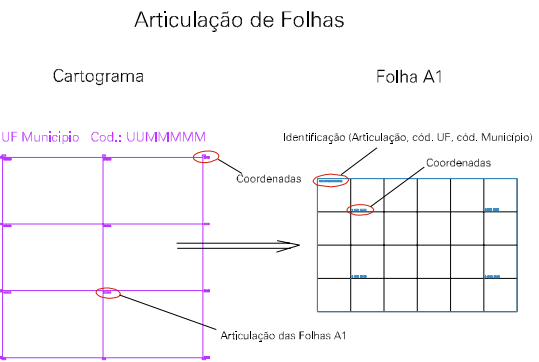 Articulação de Folhas
Cartograma
Folha A1
UF Municipio Cod.: UUMMMMM
Identificação (Articulação, cód. UF, cód. Município)
Coordenadas
Coordenadas
Articulação das Folhas A1